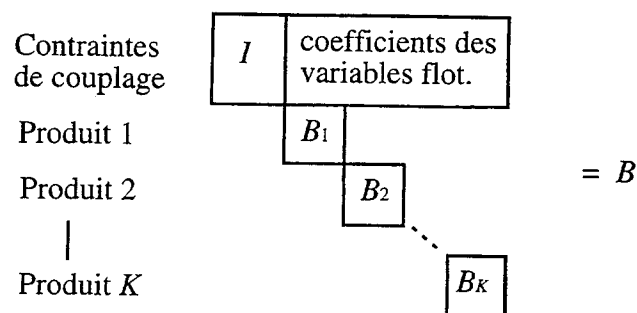 Contraintes
de couplage
I
coefficients des
variables flot.
Produit 1
B1
Produit 2
B2
= B
Produit K
BK